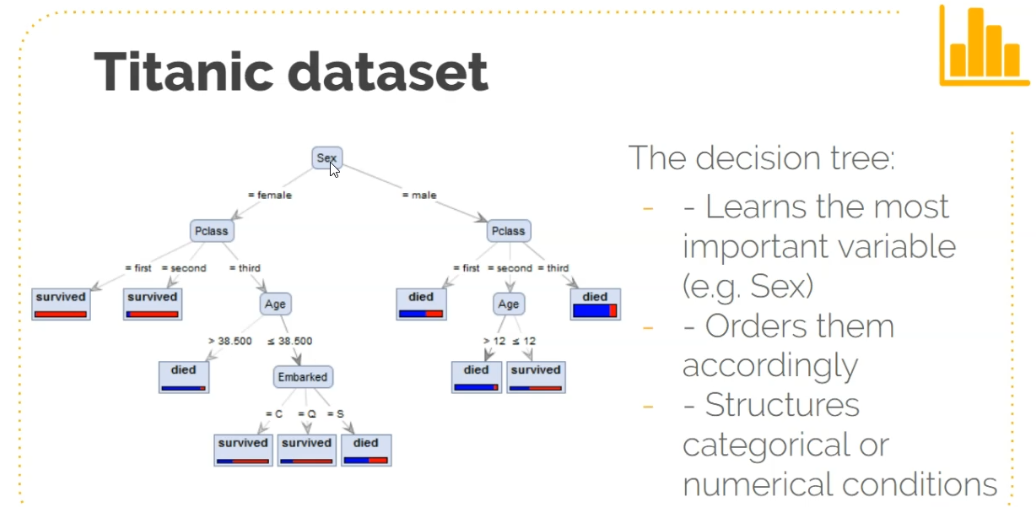 Titanic dataset
Sex
= female
= male
Pclass
Pclass
= first
= second
= third
= first
= second
= third
survived
survived
Age
died
Age
died
> 38.500
≤ 38.500
> 12
≤ 12
died
Embarked
died
survived
= C
= Q
= S
survived
survived
died
The decision tree:
- - Learns the most
important variable
(e.g. Sex)
- - Orders them
accordingly
- - Structures
categorical or
numerical conditions